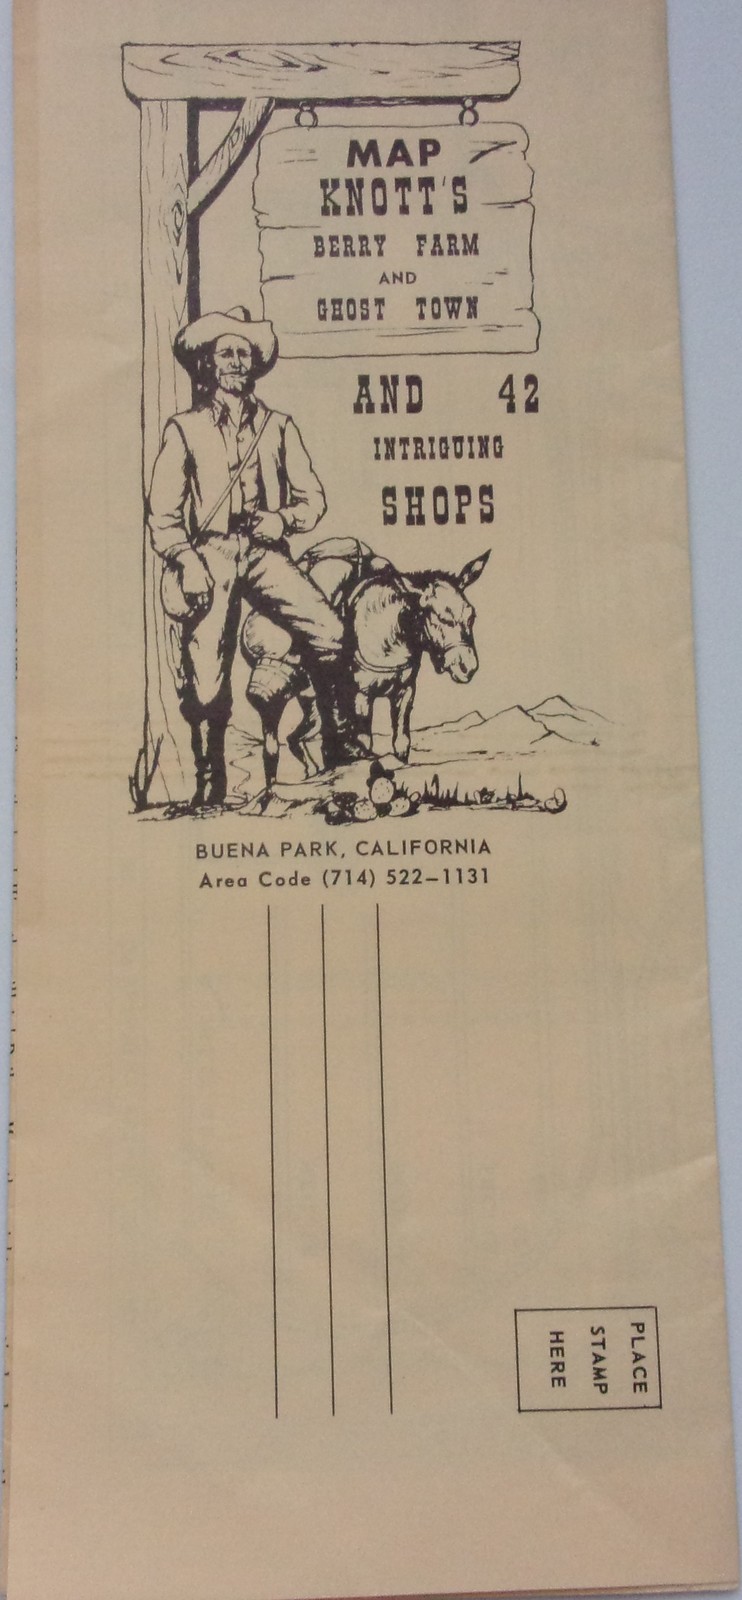 MAP
KNOTT'S
BERRY FARM
AND
GHOST TOWN
AND 42
INTRIGUING
SHOPS
BUENA PARK, CALIFORNIA
Area Code (714) 522–1131
PLACE
STAMP
HERE